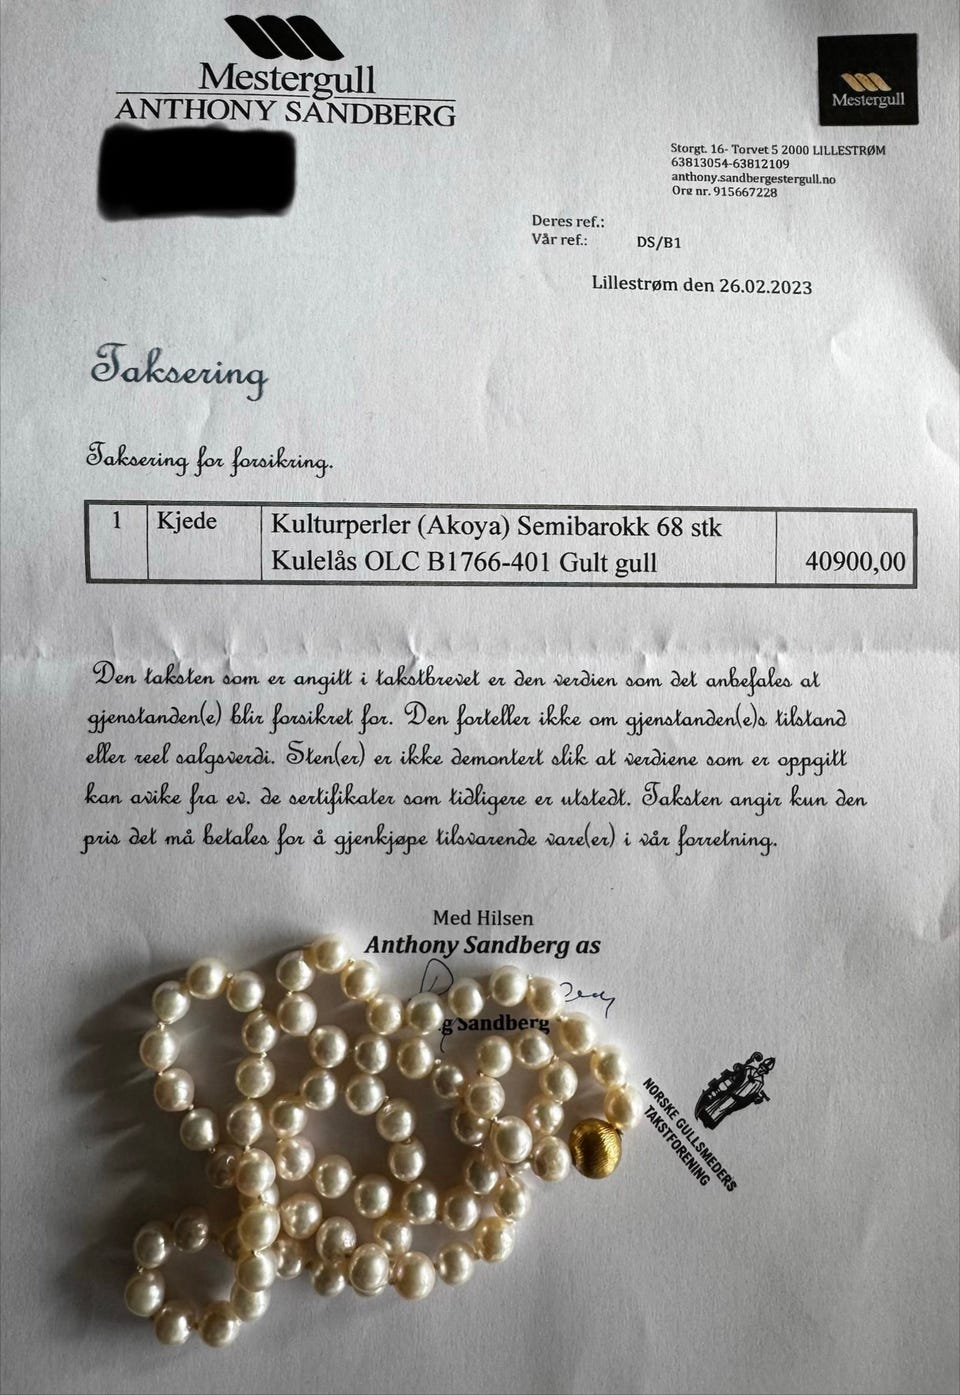 Mestergull
ANTHONY SANDBERG
Mestergull
Storgt. 16- Torvet 5 2000 LILLESTRØM
63813054-63812109
anthony.sandbergestergull.no
Org nr. 915667228
Deres ref.:
Vår ref.: DS/B1
Lillestrøm den 26.02.2023
Taksering
Taksering for forsikring.
1 Kjede Kulturperler (Akoya) Semibarokk 68 stk
Kulelås OLC B1766-401 Gult gull 40900,00
Den taksten som er angitt i takstbrevet er den verdien som det anbefales at
gjenstanden(e) blir forsikret for. Den forteller ikke om gjenstanden(e)s tilstand
eller reel salgsverdi. Sten(er) er ikke demontert slik at verdiene som er oppgitt
kan avike fra ev. de sertifikater som tidligere er utstedt. Taksten angir kun den
pris det må betales for å gjenkjøpe tilsvarende vare(er) i vår forretning.
Med Hilsen
Anthony Sandberg as
g Sandberg
NORSKE GULLSMEDERS
TAKSTFORENING